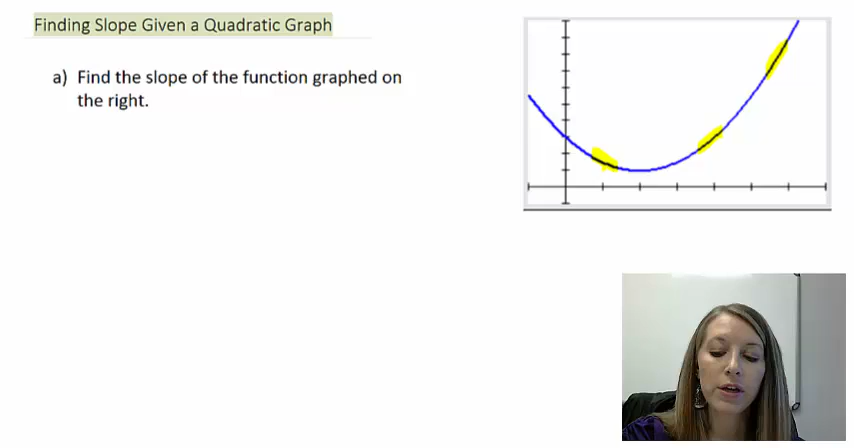 Finding Slope Given a Quadratic Graph
a) Find the slope of the function graphed on
the right.